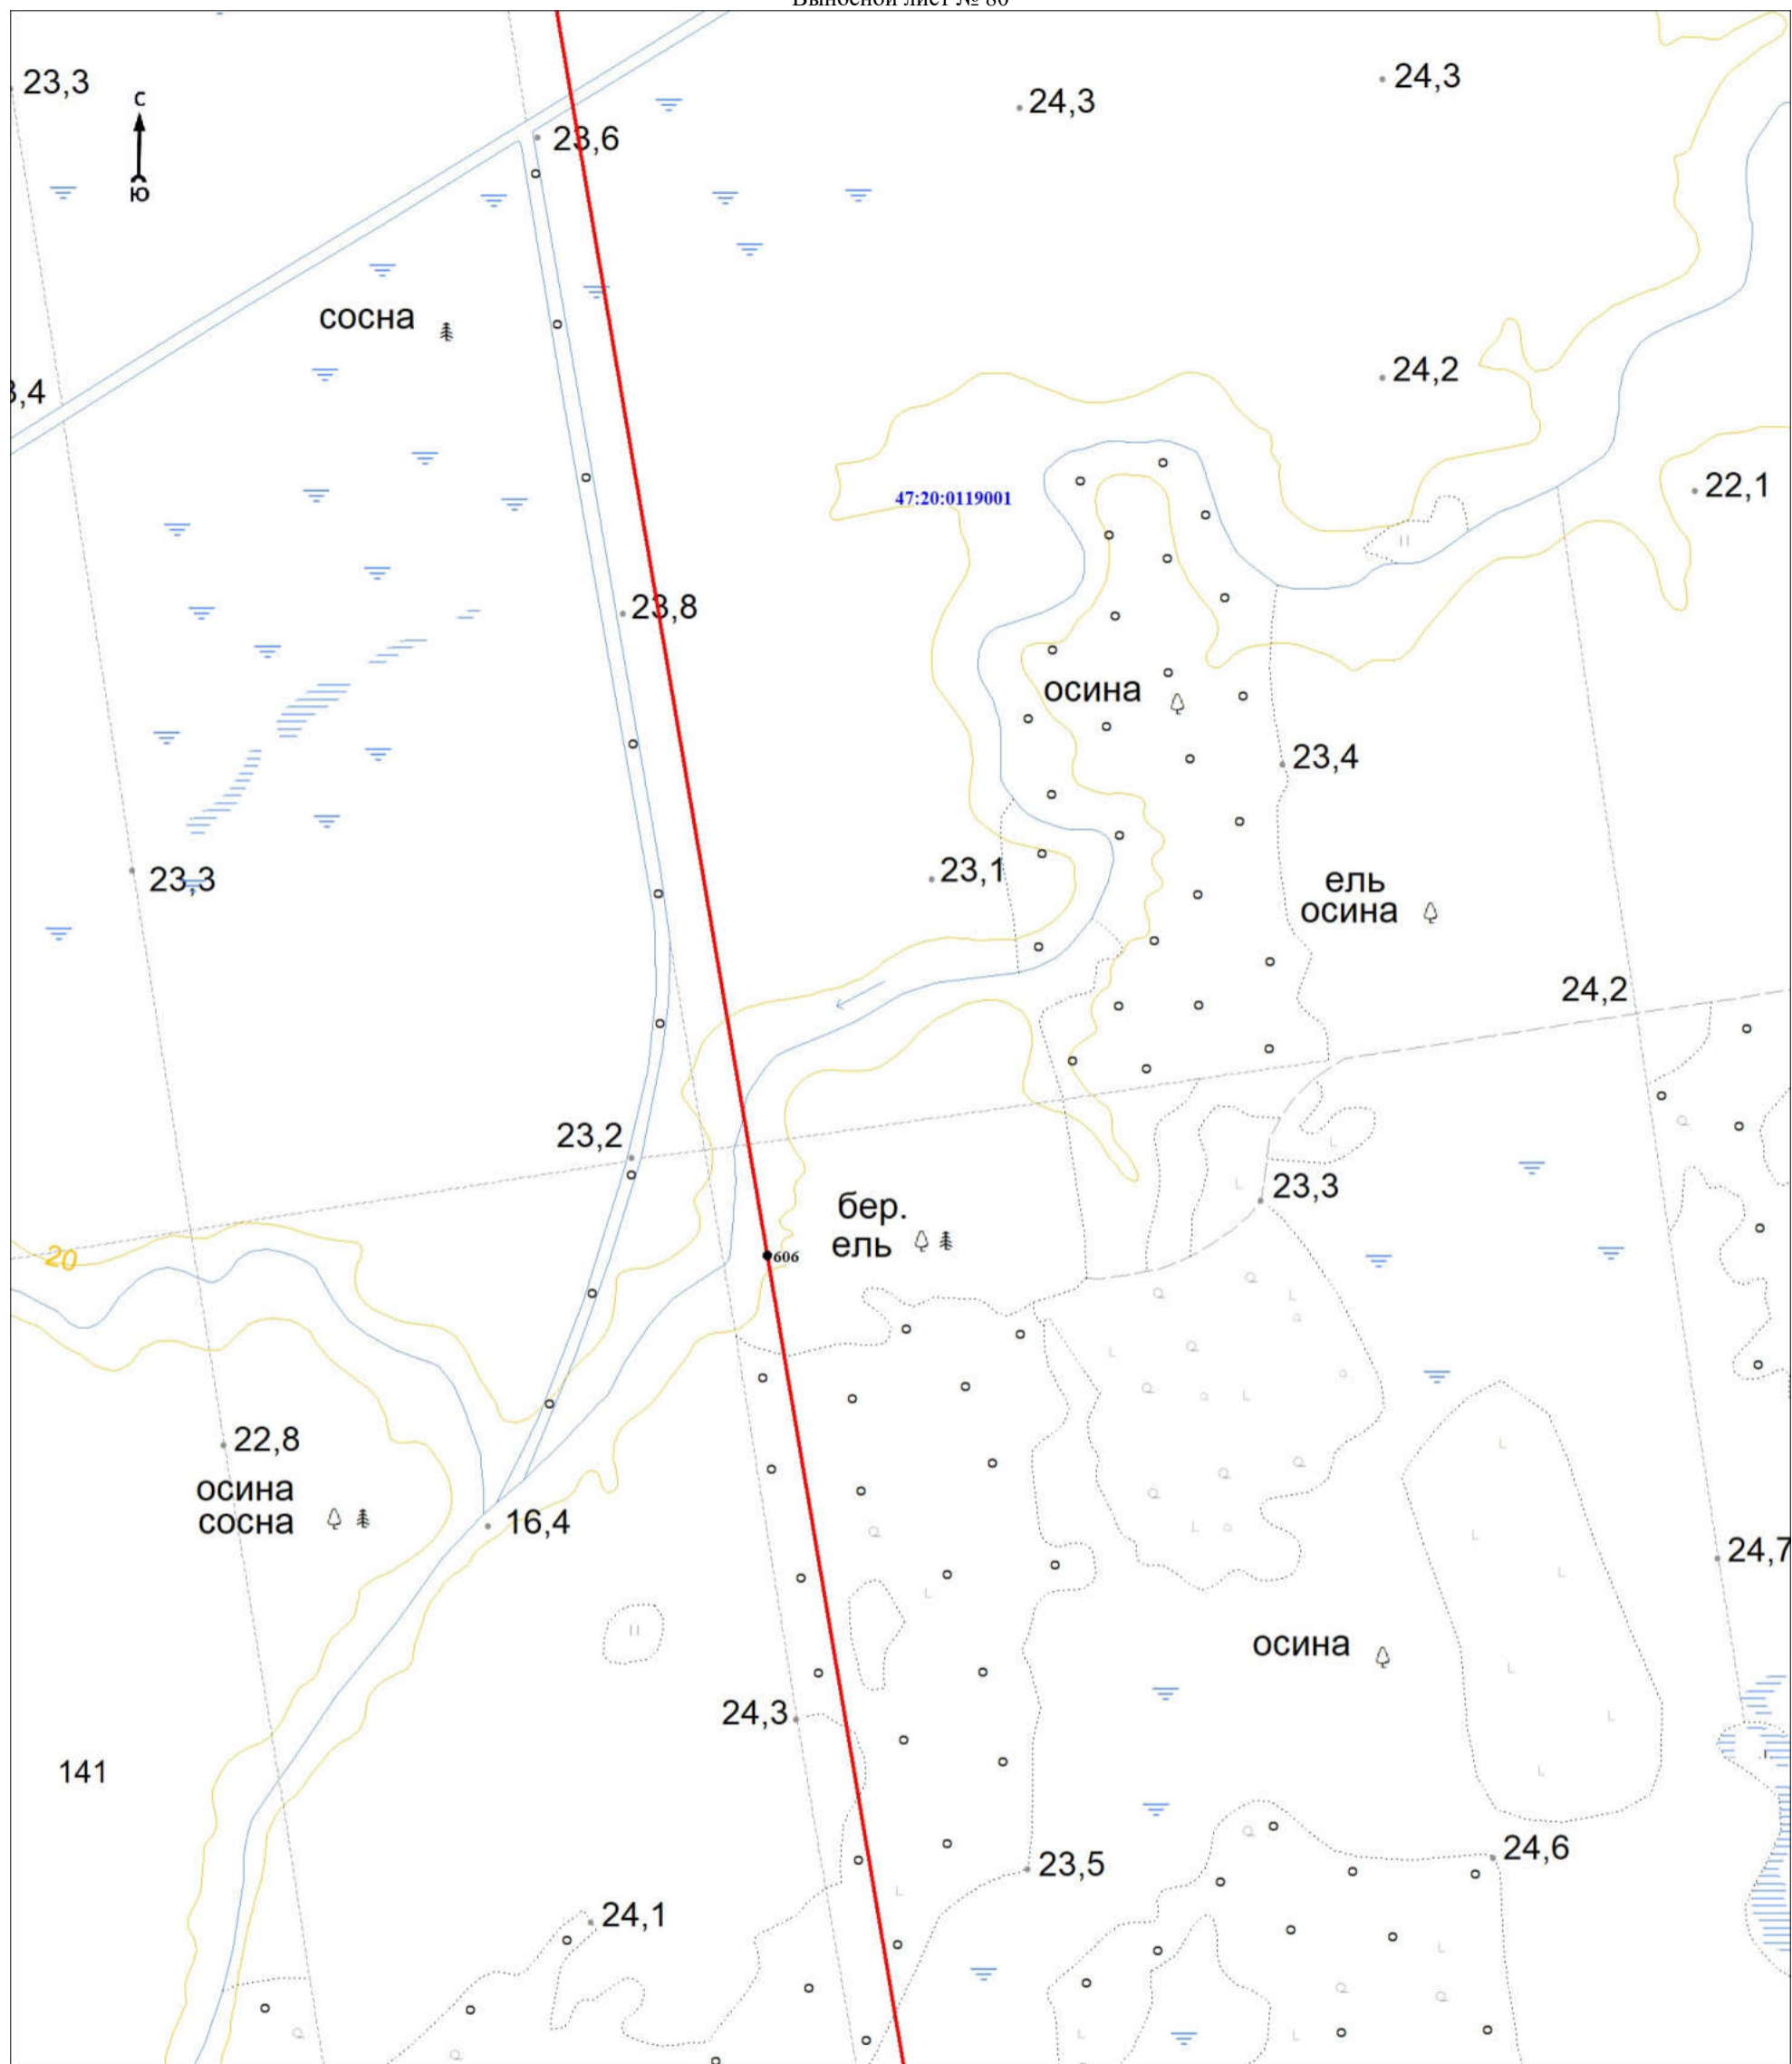 Выносной лист № 80
23,3
24,3
24,3
С
23,6
Ю
сосна
24,2
3,4
22,1
47:20:0119001
23,8
осина
23,4
23,1
23,3
ель
осина
24,2
23,2
23,3
бер.
ель
20
606
22,8
осина
сосна
16,4
24,7
осина
24,3
141
23,5
24,6
24,1